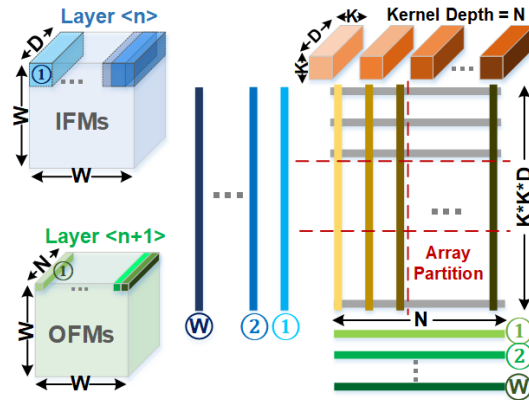 Layer <n>
D
①
...
IFMs
W
W
Layer <n+1>
N
①
...
OFMs
W
W
...
W
2
1
K
D
K
Kernel Depth = N
...
...
K*K*D
Array
Partition
N
1
2
W